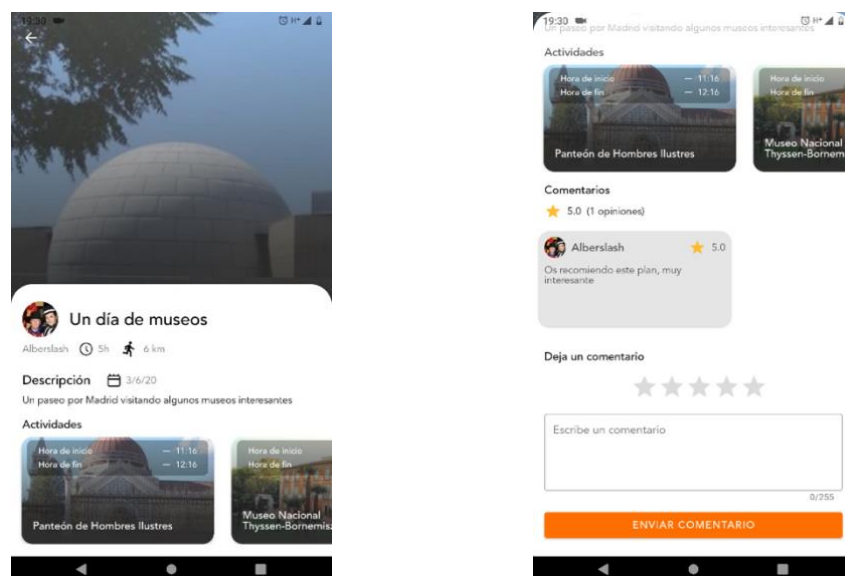 19:30
H+
Un día de museos
Alberslash 5h 6 km
Descripción 3/6/20
Un paseo por Madrid visitando algunos museos interesantes
Actividades
Hora de inicio — 11:16
Hora de fin — 12:16
Panteón de Hombres Ilustres
Hora de inicio
Hora de fin
Museo Nacional
Thyssen-Bornemis
19:30
H+
Un paseo por Madrid visitando algunos museos interesantes
Actividades
Hora de inicio — 11:16
Hora de fin — 12:16
Panteón de Hombres Ilustres
Hora de inicio
Hora de fin
Museo Nacional
Thyssen-Bornem
Comentarios
5.0 (1 opiniones)
Alberslash 5.0
Os recomiendo este plan, muy
interesante
Deja un comentario
Escribe un comentario
0/255
ENVIAR COMENTARIO